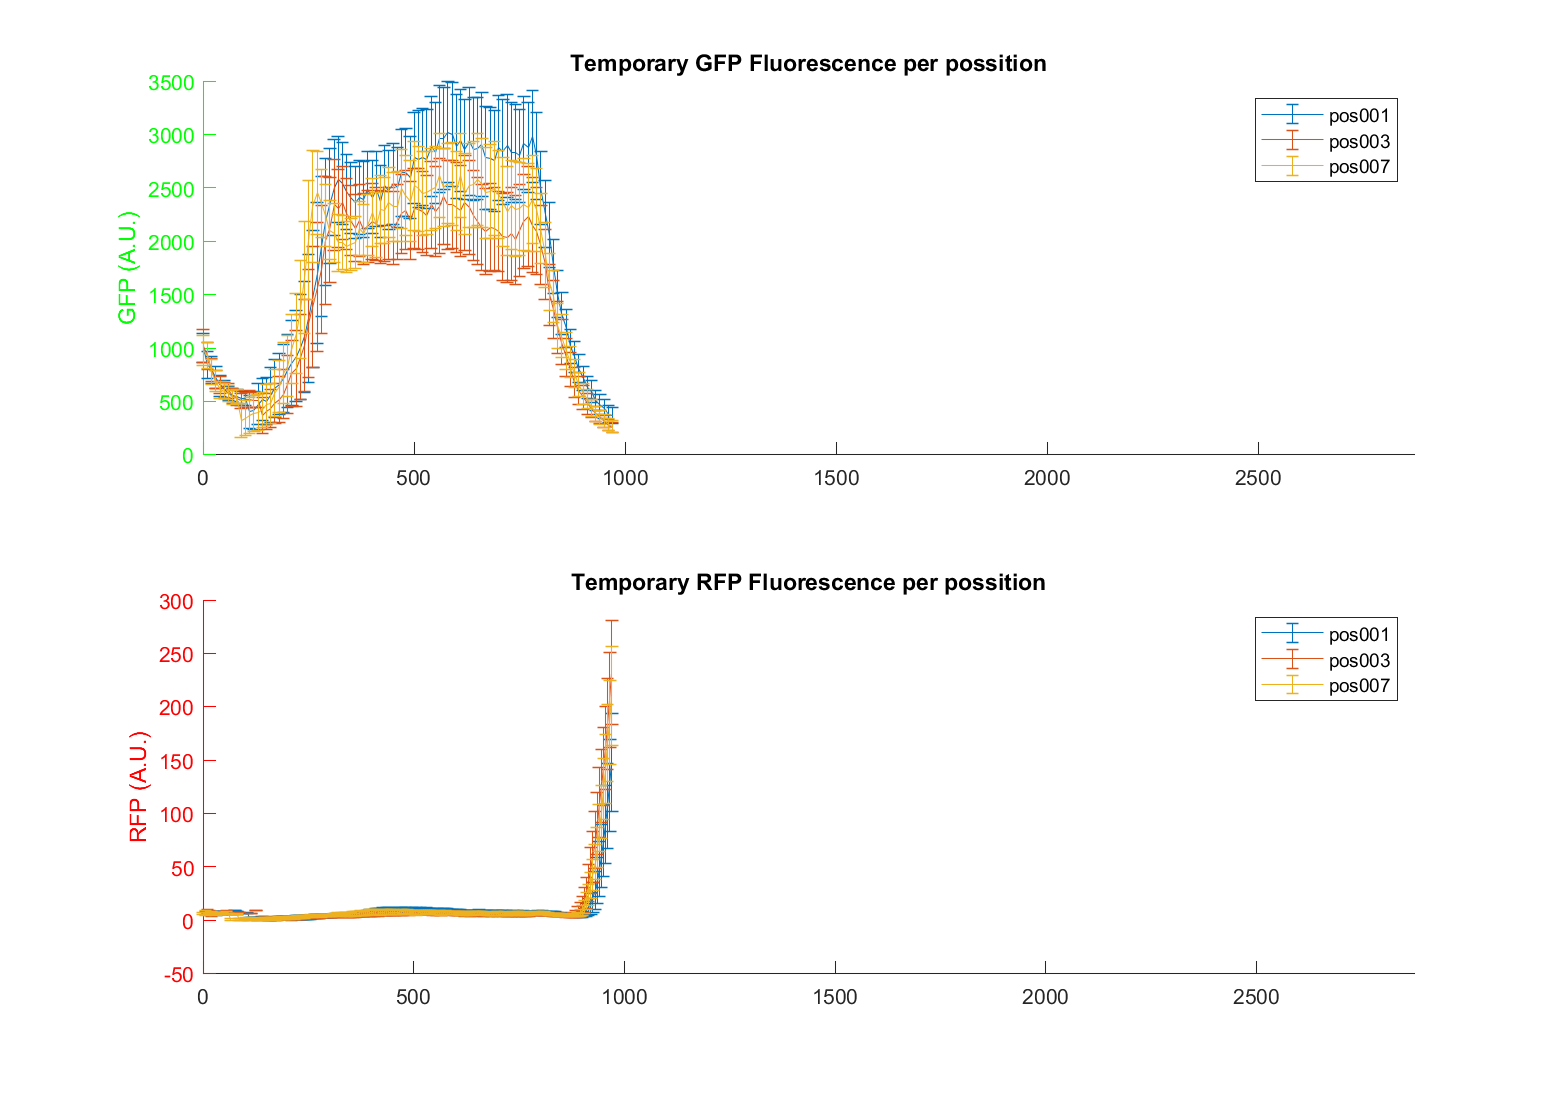 Temporary GFP Fluorescence per possition
3500
3000
2500
2000
1500
1000
500
0
GFP (A.U.)
0 500 1000 1500 2000 2500
pos001
pos003
pos007
Temporary RFP Fluorescence per possition
300
250
200
150
100
50
0
-50
RFP (A.U.)
0 500 1000 1500 2000 2500
pos001
pos003
pos007